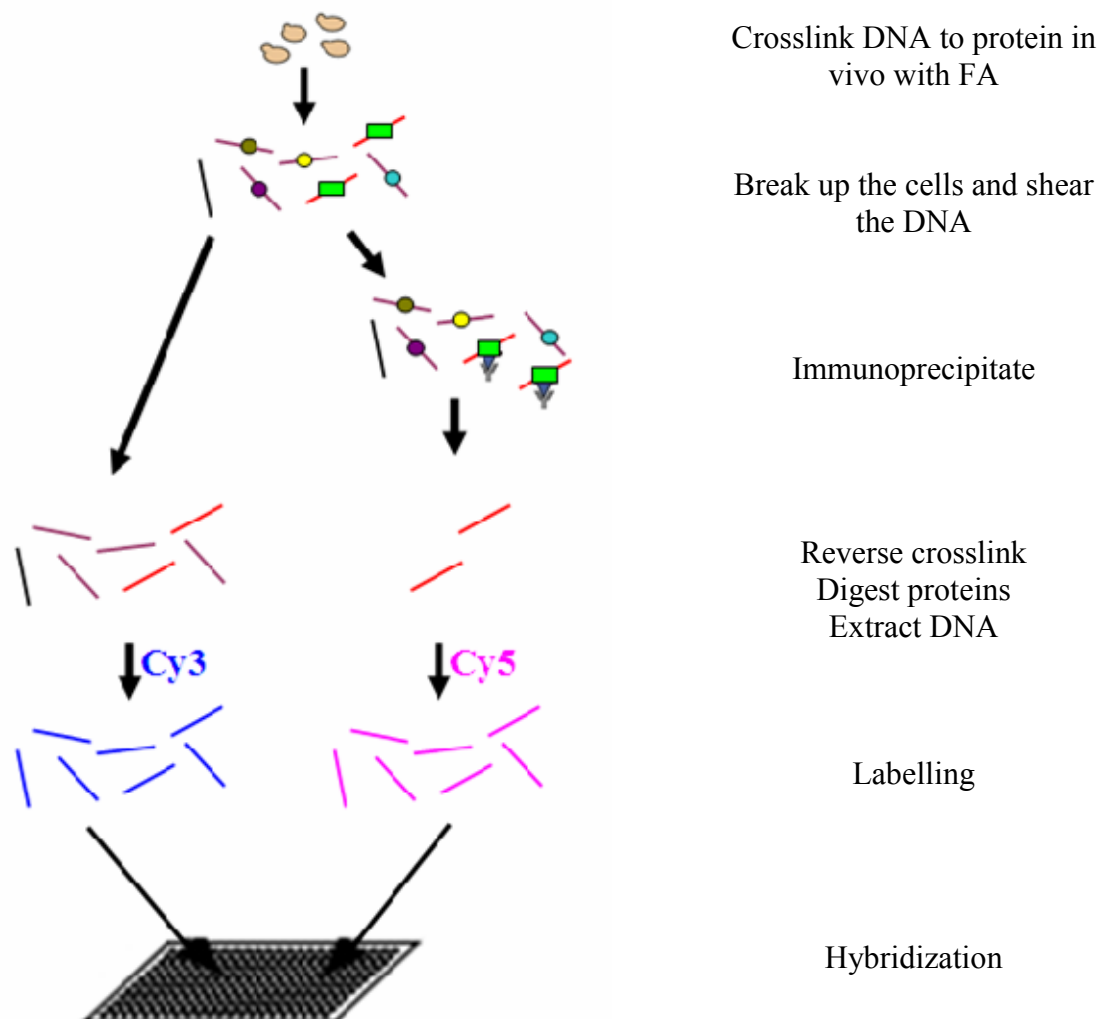 Crosslink DNA to protein in
vivo with FA
Break up the cells and shear
the DNA
Immunoprecipitate
Reverse crosslink
Digest proteins
Extract DNA
Cy3
Cy5
Labelling
Hybridization